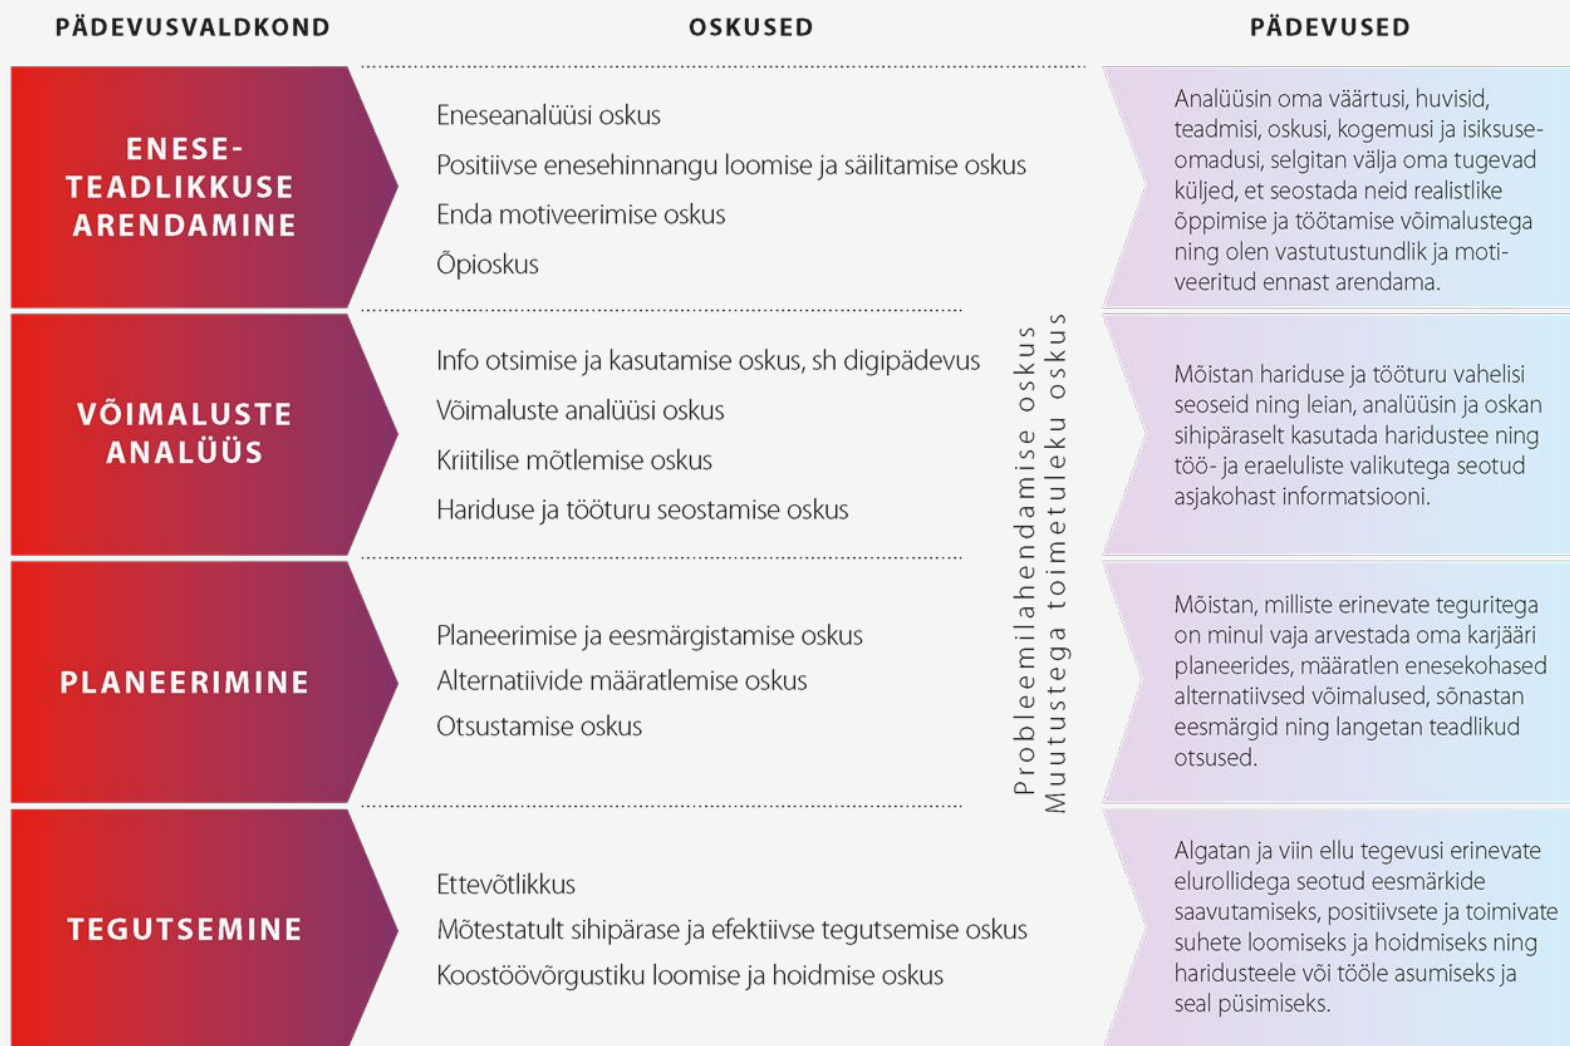 PÄDEVUSVALDKOND
OSKUSED
PÄDEVUSED
ENESE-
TEADLIKKUSE
ARENDAMINE
Eneseanalüüsi oskus
Positiivse enesehinnangu loomise ja säilitamise oskus
Enda motiveerimise oskus
Õpioskus
Analüüsin oma väärtusi, huvisid,
teadmisi, oskusi, kogemusi ja isiksuse-
omadusi, selgitan välja oma tugevad
küljed, et seostada neid realistlike
õppimise ja töötamise võimalustega
ning olen vastutustundlik ja moti-
veeritud ennast arendama.
VÕIMALUSTE
ANALÜÜS
Info otsimise ja kasutamise oskus, sh digipädevus
Võimaluste analüüsi oskus
Kriitilise mõtlemise oskus
Hariduse ja tööturu seostamise oskus
Probleemilahendamise oskus
Muutustega toimetuleku oskus
Mõistan hariduse ja tööturu vahelisi
seoseid ning leian, analüüsin ja oskan
sihipäraselt kasutada haridustee ning
töö- ja eraeluliste valikutega seotud
asjakohast informatsiooni.
PLANEERIMINE
Planeerimise ja eesmärgistamise oskus
Alternatiivide määratlemise oskus
Otsustamise oskus
Mõistan, milliste erinevate teguritega
on minul vaja arvestada oma karjääri
planeerides, määratlen enesekohased
alternatiivsed võimalused, sõnastan
eesmärgid ning langetan teadlikud
otsused.
TEGUTSEMINE
Ettevõtlikkus
Mõtestatult sihipärase ja efektiivse tegutsemise oskus
Koostöövõrgustiku loomise ja hoidmise oskus
Algatan ja viin ellu tegevusi erinevate
elurollidega seotud eesmärkide
saavutamiseks, positiivsete ja toimivate
suhete loomiseks ja hoidmiseks ning
haridusteele või tööle asumiseks ja
seal püsimiseks.